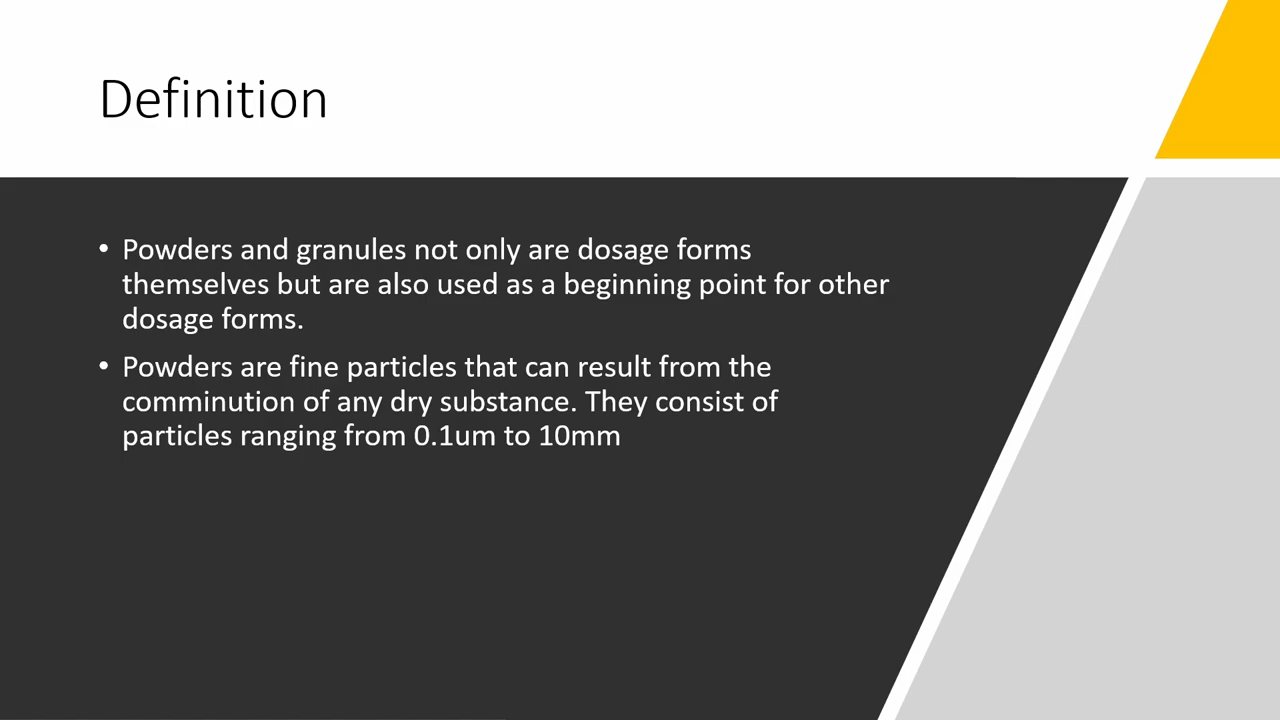 Definition
• Powders and granules not only are dosage forms
themselves but are also used as a beginning point for other
dosage forms.
• Powders are fine particles that can result from the
comminution of any dry substance. They consist of
particles ranging from 0.1um to 10mm